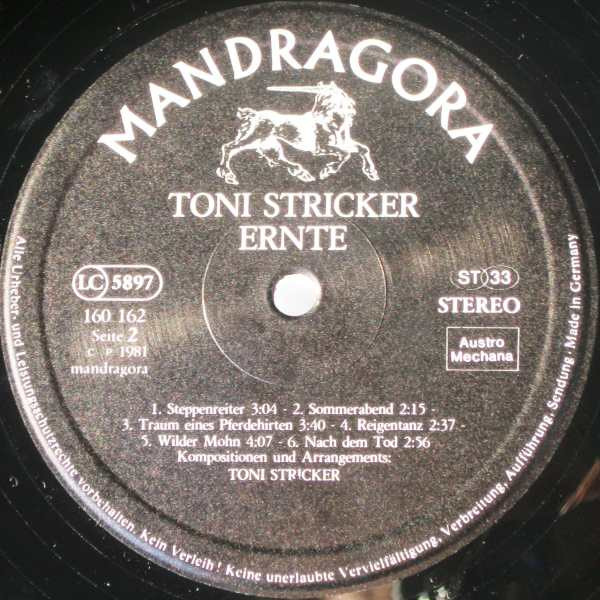 MANDRAGORA
TONI STRICKER
ERNTE
LC 5897
160 162
Seite 2
C P 1981
mandragora
ST 33
STEREO
Austro
Mechana
1. Steppenreiter 3:04 - 2. Sommerabend 2:15 -
3. Traum eines Pferdehirten 3:40 - 4. Reigentanz 2:37 -
5. Wilder Mohn 4:07 - 6. Nach dem Tod 2:56
Kompositionen und Arrangements:
TONI STRICKER
Alle Urheber- und Leistungsschutzrechte vorbehalten. Kein Verleih! Keine unerlaubte Vervielfältigung, Verbreitung, Aufführung, Sendung. Made in Germany